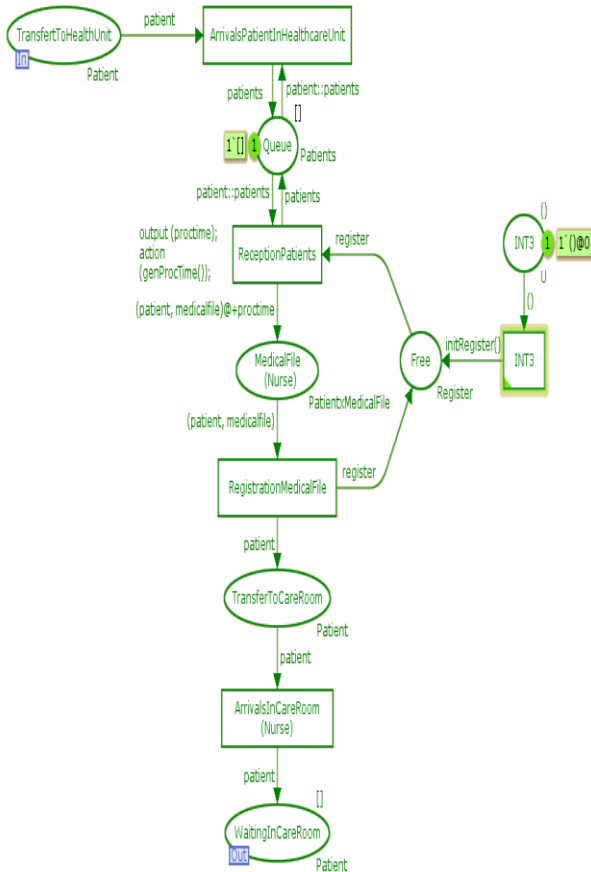 patient
TransfertToHealthUnit
ArrivalsPatientInHealthcareUnit
In
Patient
patients
patient::patients
[]
1`[]
1
Queue
Patients
patient::patients
patients
output (proctime);
action
(genProcTime());
register
ReceptionPatients
()
INT3
1
1`()@0
U
()
(patient, medicalfile)@+proctime
initRegister()
MedicalFile
(Nurse)
Free
INT3
PatientxMedicalFile
Register
(patient, medicalfile)
register
RegistrationMedicalFile
patient
TransferToCareRoom
Patient
patient
ArrivalsInCareRoom
(Nurse)
patient
[]
WaitingInCareRoom
Out
Patient